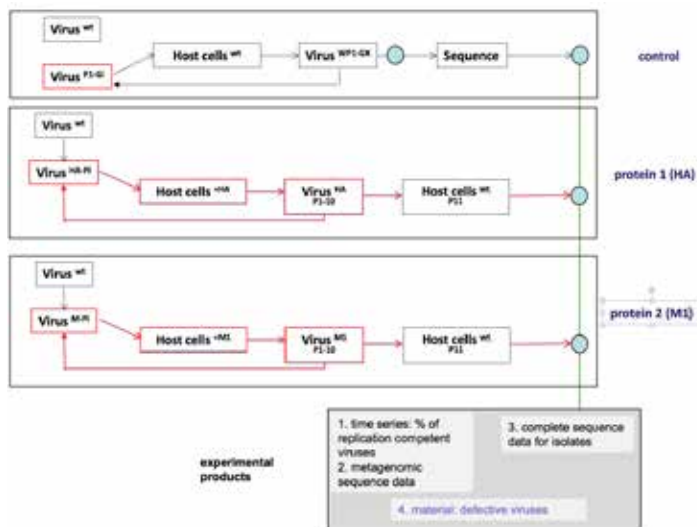 Virus wt
Host cells wt
Virus WP1-GX
Sequence
Virus P1-GI
control
Virus wt
Virus HA-PI
Host cells +HA
Virus HA
P1-10
Host cells wt
P11
protein 1 (HA)
Virus wt
Virus M-PI
Host cells +M1
Virus M1
P1-10
Host cells wt
P11
protein 2 (M1)
experimental
products
1. time series: % of
replication competent
viruses
2. metagenomic
sequence data
3. complete sequence
data for isolates
4. material: defective viruses